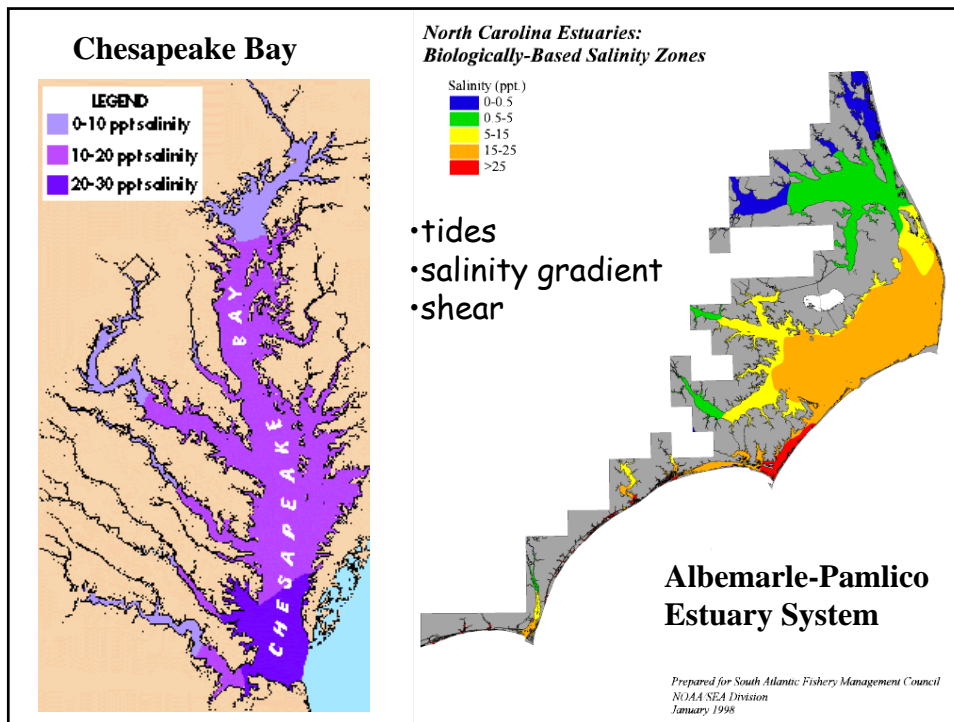 Chesapeake Bay
LEGEND
0-10 ppt salinity
10-20 ppt salinity
20-30 ppt salinity
CHESAPEAKE BAY
North Carolina Estuaries:
Biologically-Based Salinity Zones
Salinity (ppt.)
0-0.5
0.5-5
5-15
15-25
>25
•tides
•salinity gradient
•shear
Albemarle-Pamlico
Estuary System
Prepared for South Atlantic Fishery Management Council
NOAA/SEA Division
January 1998